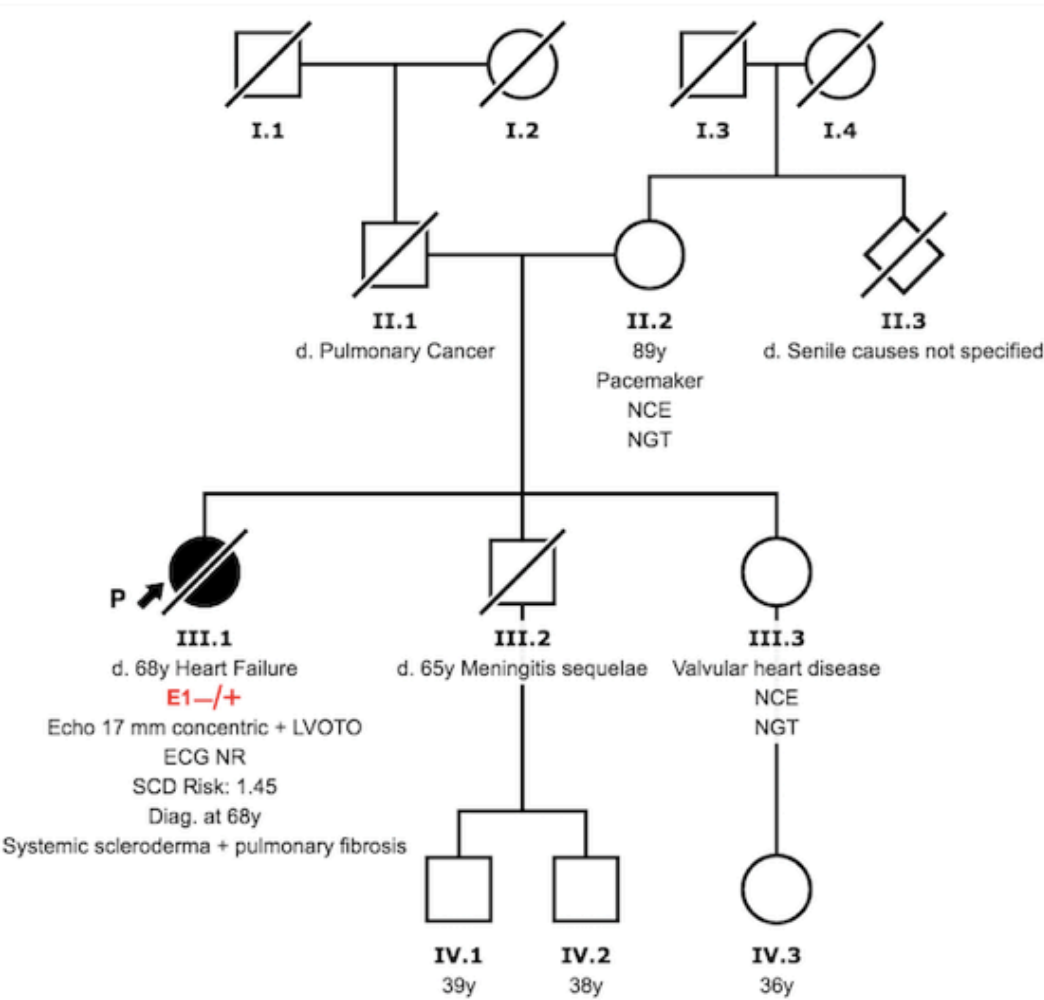 I.1
I.2
I.3
I.4
II.1
d. Pulmonary Cancer
II.2
89y
Pacemaker
NCE
NGT
II.3
d. Senile causes not specified
P
III.1
d. 68y Heart Failure
E1—/+
Echo 17 mm concentric + LVOTO
ECG NR
SCD Risk: 1.45
Diag. at 68y
Systemic scleroderma + pulmonary fibrosis
III.2
d. 65y Meningitis sequelae
III.3
Valvular heart disease
NCE
NGT
IV.1
39y
IV.2
38y
IV.3
36y